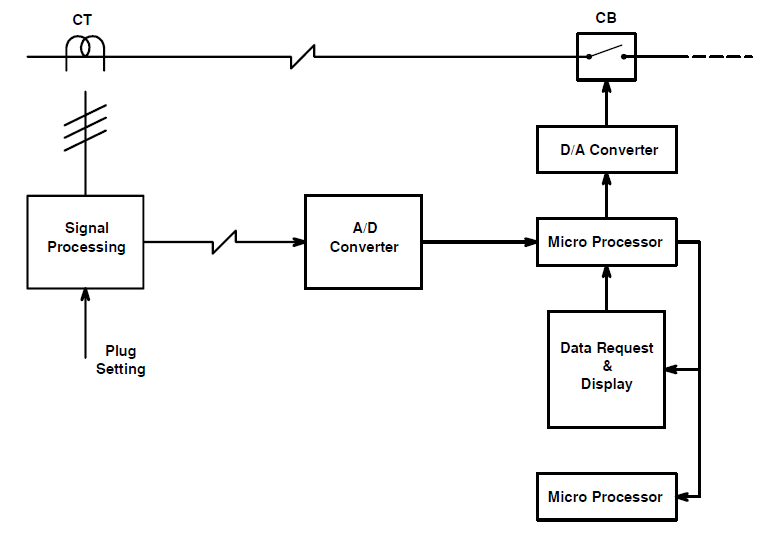 CT
CB
D/A Converter
Signal
Processing
A/D
Converter
Micro Processor
Plug
Setting
Data Request
&
Display
Micro Processor